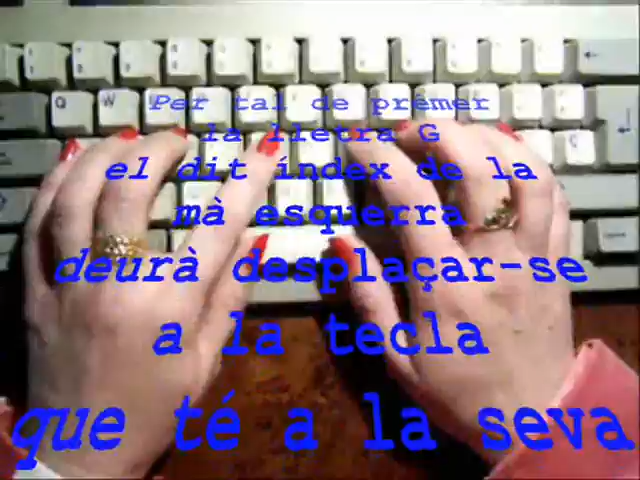 Per tal de prémer
la lletra G
el dit índex de la
mà esquerra
deurà desplaçar-se
a la tecla
que té a la seva
Q W
Ç